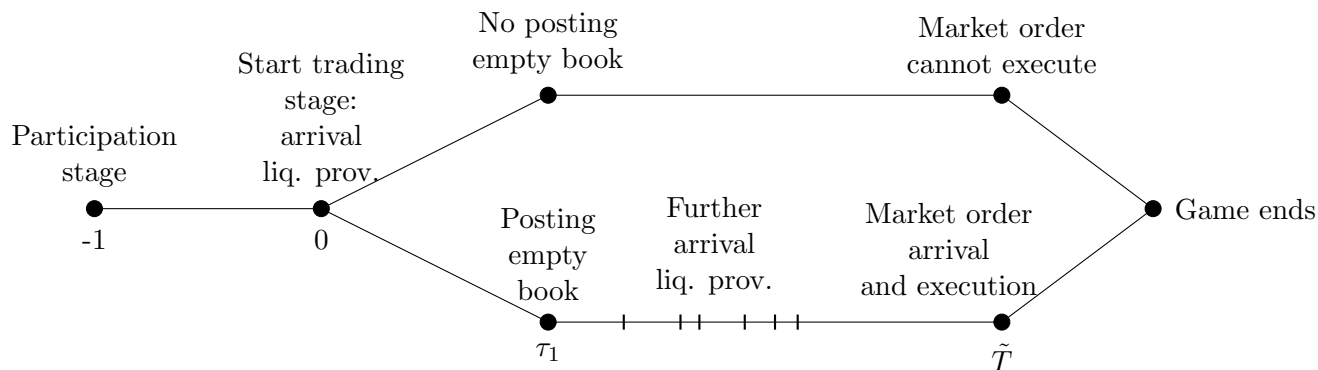 Participation
stage
-1
Start trading
stage:
arrival
liq. prov.
0
No posting
empty book
Market order
cannot execute
Posting
empty
book
τ₁
Further
arrival
liq. prov.
Market order
arrival
and execution
T̃
Game ends